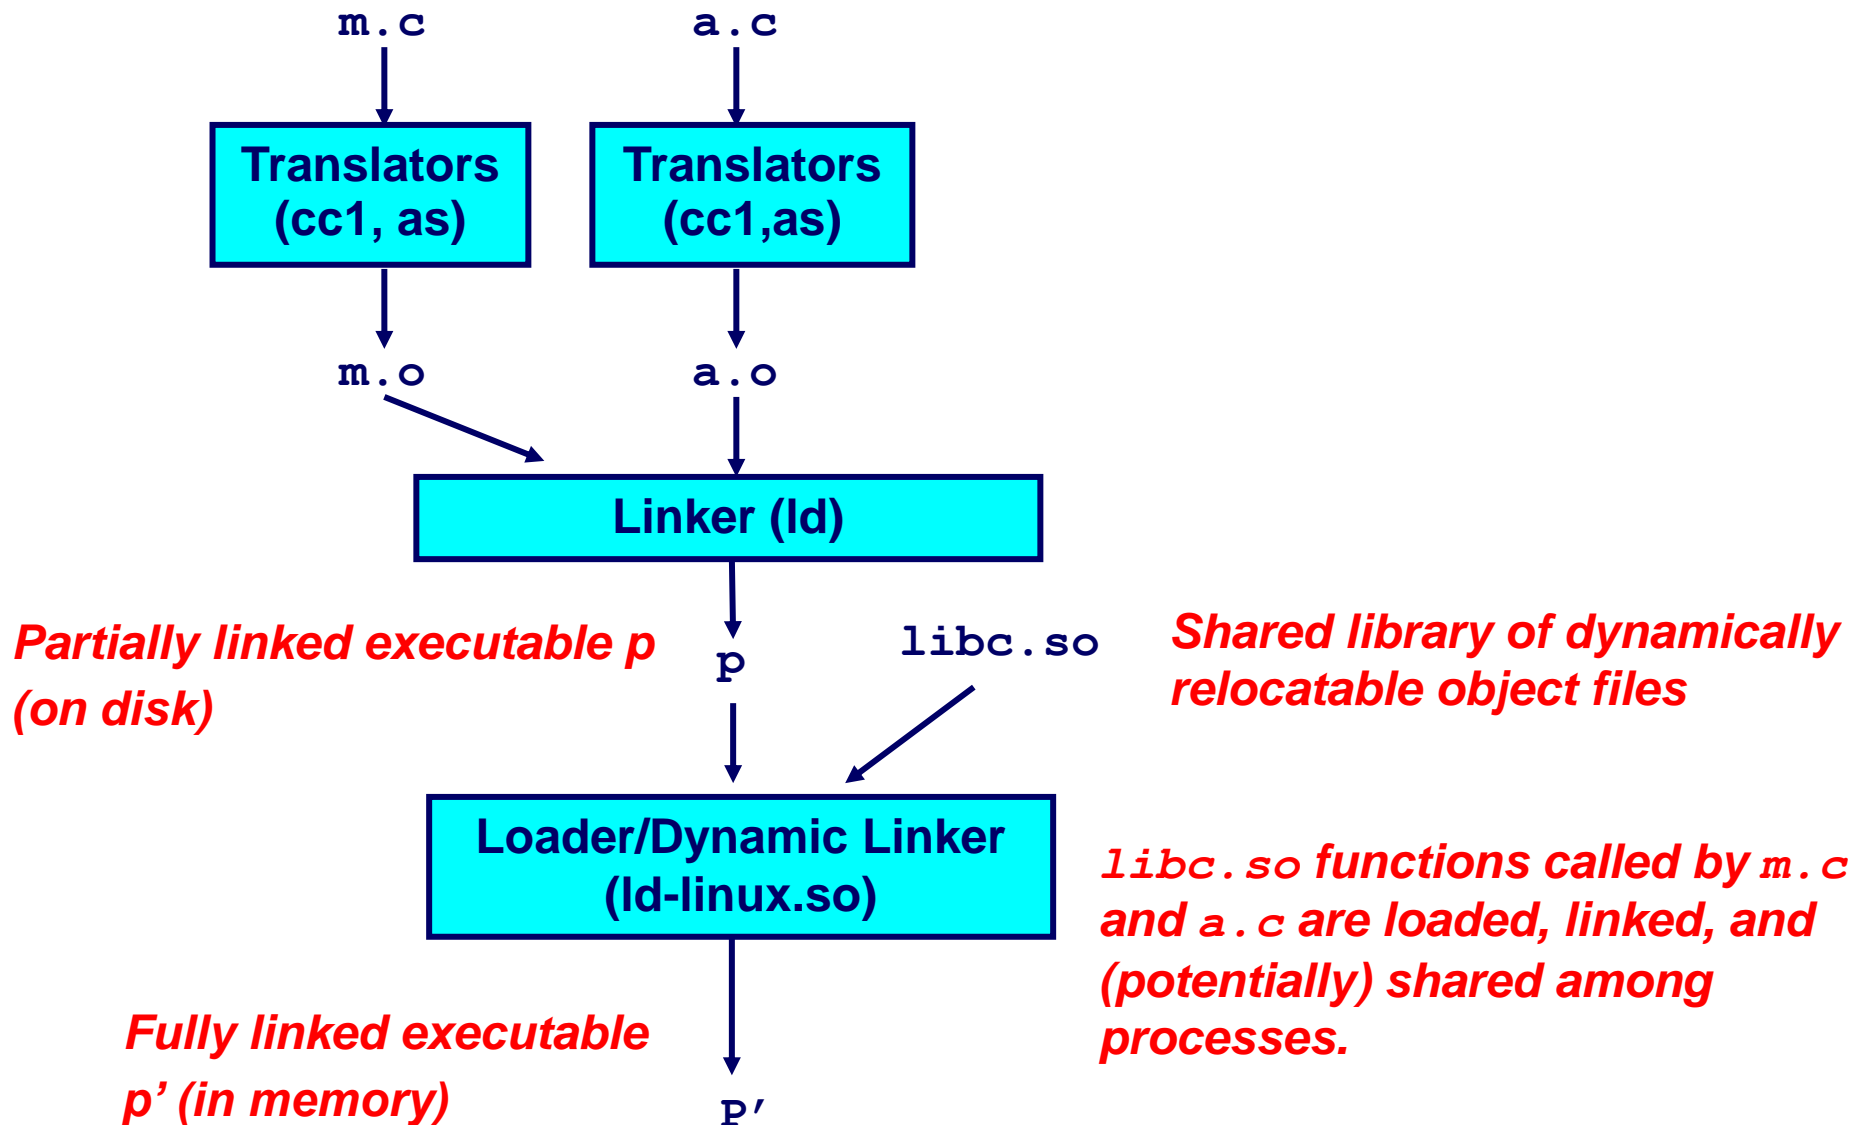 m.c
a.c
Translators
(cc1, as)
Translators
(cc1,as)
m.o
a.o
Linker (ld)
Partially linked executable p
(on disk)
p
libc.so
Shared library of dynamically
relocatable object files
Loader/Dynamic Linker
(ld-linux.so)
libc.so functions called by m.c
and a.c are loaded, linked, and
(potentially) shared among
processes.
Fully linked executable
p’ (in memory)
P’